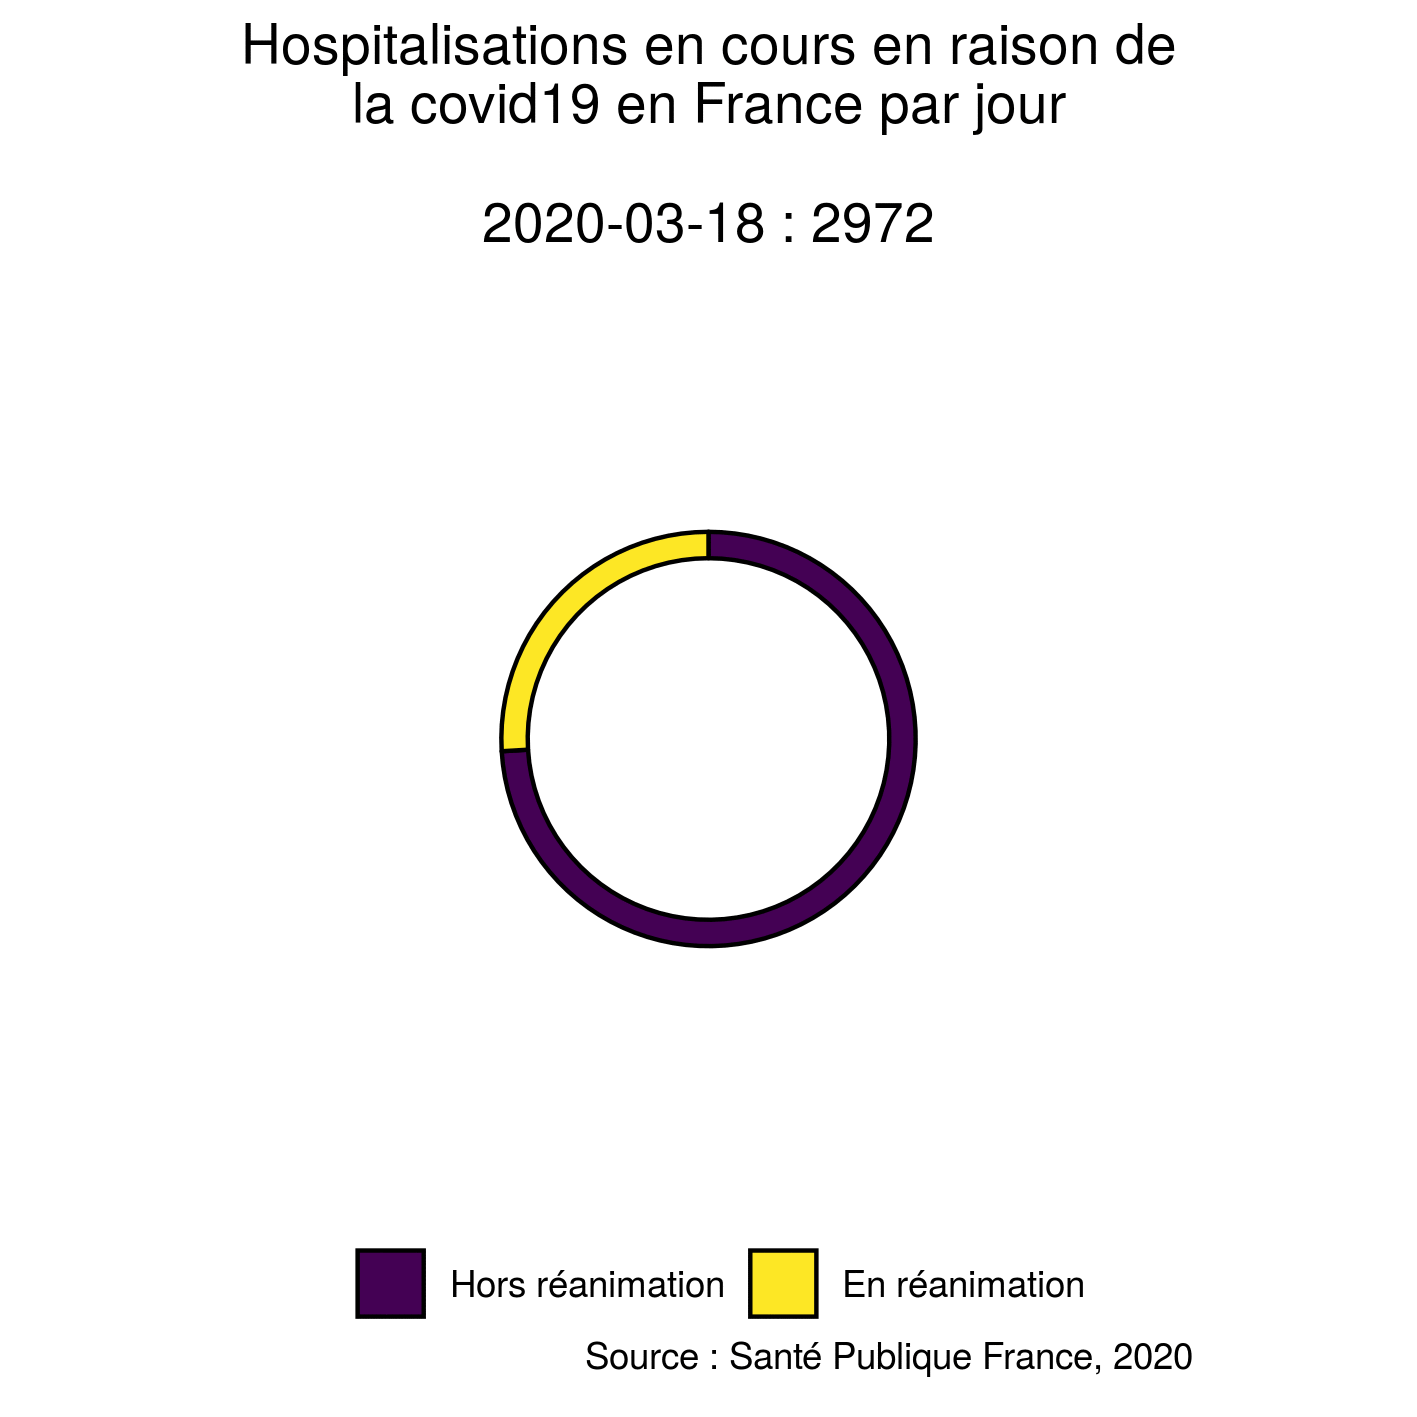 Hospitalisations en cours en raison de
la covid19 en France par jour
2020-03-18 : 2972
Hors réanimation
En réanimation
Source : Santé Publique France, 2020